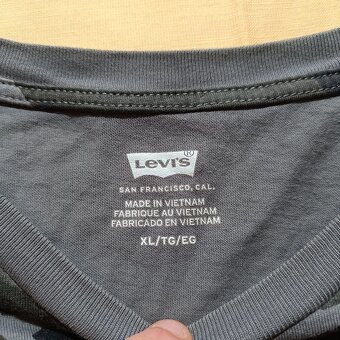 Levi's®
SAN FRANCISCO, CAL.
MADE IN VIETNAM
FABRIQUE AU VIETNAM
FABRICADO EN VIETNAM
XL/TG/EG